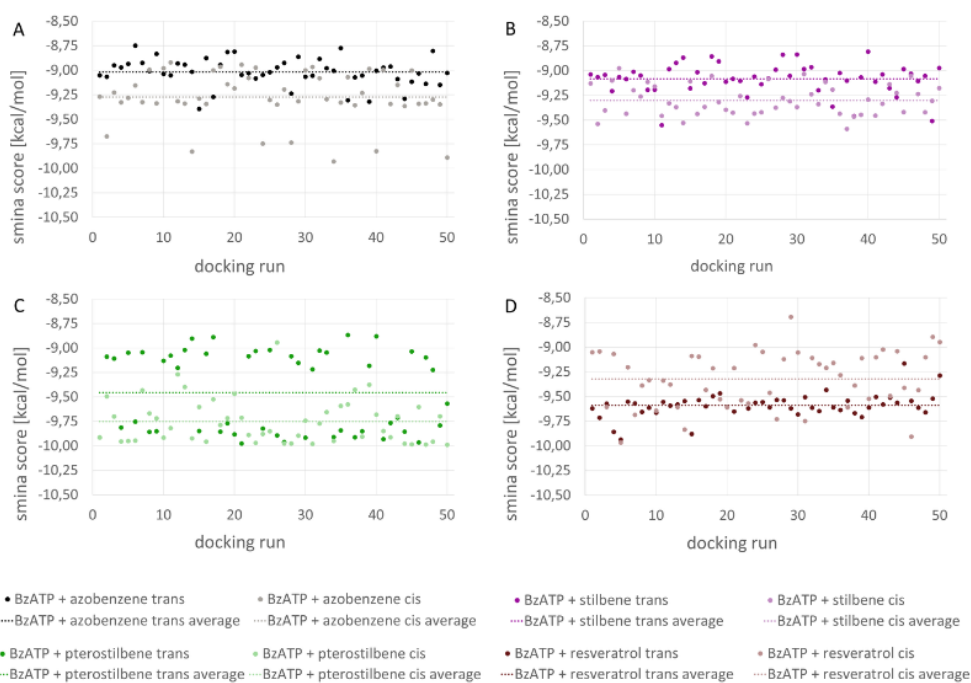 A
-8,50
-8,75
-9,00
-9,25
-9,50
-9,75
-10,00
-10,25
-10,50
smina score [kcal/mol]
0 10 20 30 40 50
docking run
B
-8,50
-8,75
-9,00
-9,25
-9,50
-9,75
-10,00
-10,25
-10,50
smina score [kcal/mol]
0 10 20 30 40 50
docking run
C
-8,50
-8,75
-9,00
-9,25
-9,50
-9,75
-10,00
-10,25
-10,50
smina score [kcal/mol]
0 10 20 30 40 50
docking run
D
-8,50
-8,75
-9,00
-9,25
-9,50
-9,75
-10,00
-10,25
-10,50
smina score [kcal/mol]
0 10 20 30 40 50
docking run
BzATP + azobenzene trans
BzATP + azobenzene cis
BzATP + stilbene trans
BzATP + stilbene cis
BzATP + azobenzene trans average
BzATP + azobenzene cis average
BzATP + stilbene trans average
BzATP + stilbene cis average
BzATP + pterostilbene trans
BzATP + pterostilbene cis
BzATP + resveratrol trans
BzATP + resveratrol cis
BzATP + pterostilbene trans average
BzATP + pterostilbene cis average
BzATP + resveratrol trans average
BzATP + resveratrol cis average